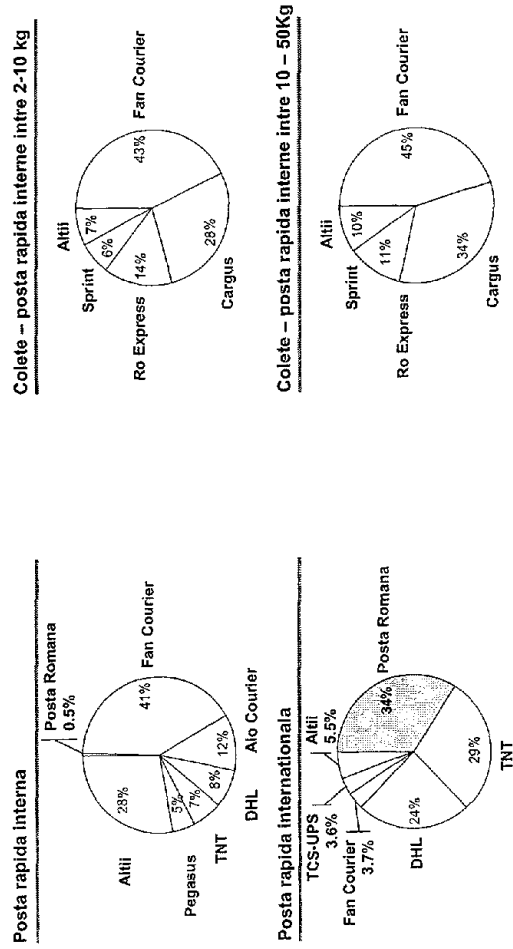 Posta rapida interna
Posta Romana
0.5%
Fan Courier
41%
Alo Courier
12%
DHL
8%
TNT
7%
Pegasus
5%
Altii
28%
Colete – posta rapida interne intre 2-10 kg
Fan Courier
43%
Cargus
28%
Ro Express
14%
Sprint
6%
Altii
7%
Posta rapida internationala
Altii
5.5%
Posta Romana
34%
TNT
29%
DHL
24%
Fan Courier
3.7%
TCS-UPS
3.6%
Colete – posta rapida interne intre 10 – 50Kg
Fan Courier
45%
Cargus
34%
Ro Express
11%
Sprint
10%
Altii